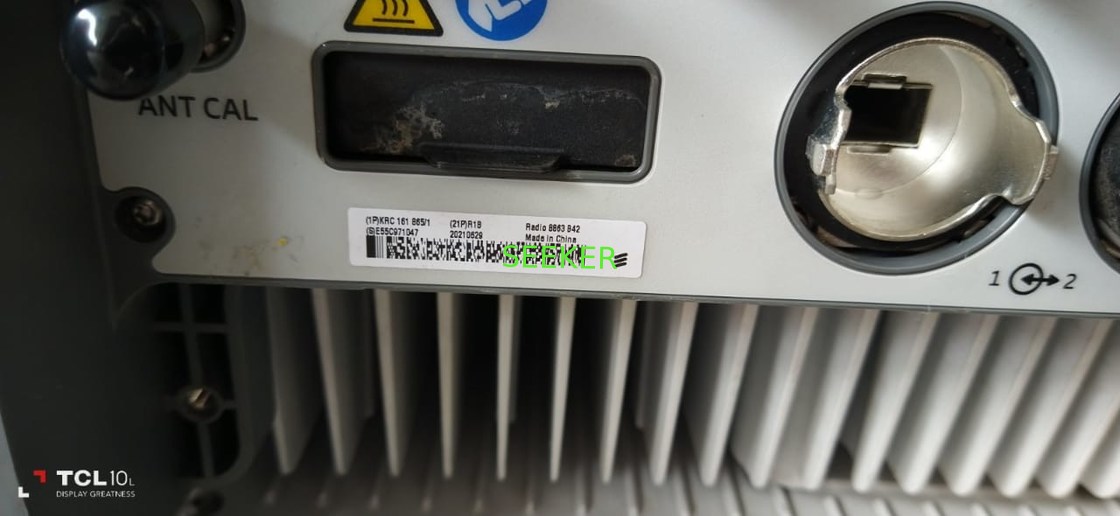 ANT CAL
(1P)KRC 161 865/1 (21P)R1B Radio 8863 B42
(S)E55C971047 20210629 Made in China
SEEKER
1 2
TCL 10L
DISPLAY GREATNESS